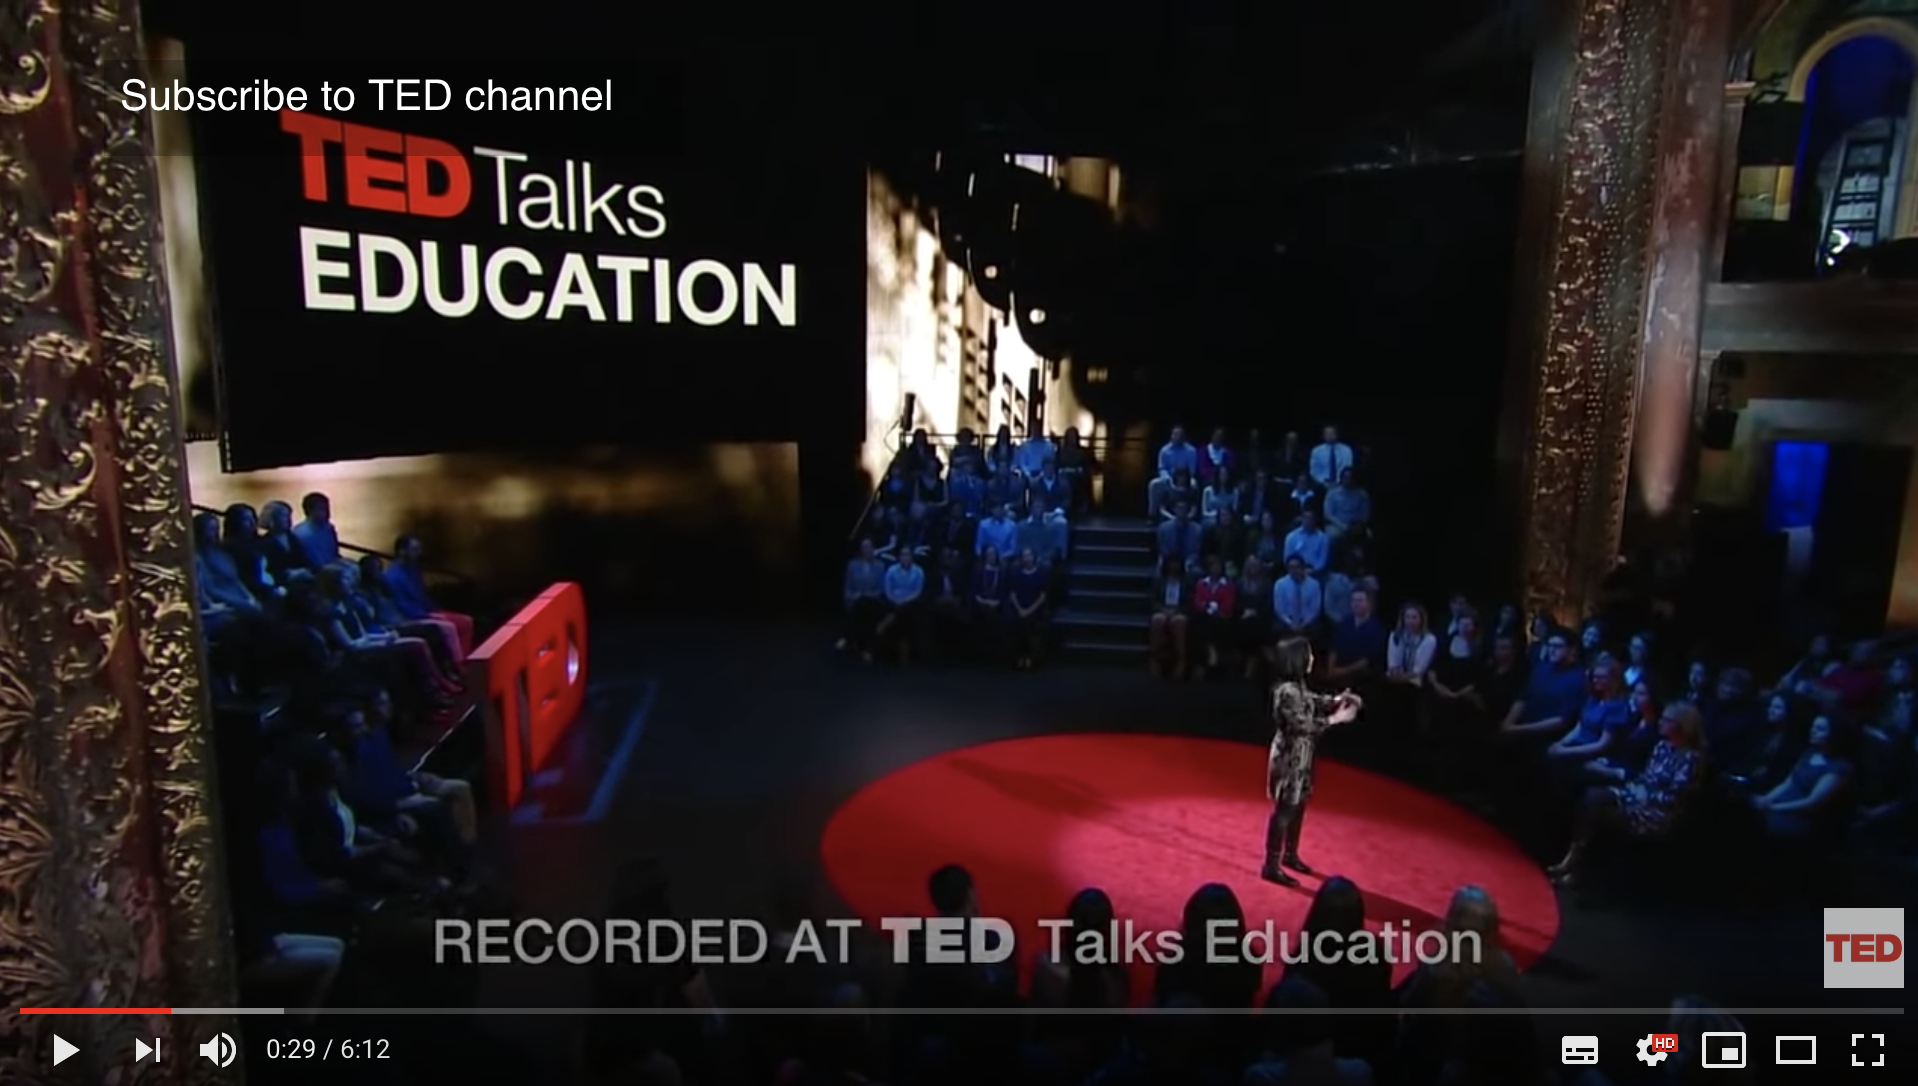 Subscribe to TED channel
TED Talks
EDUCATION
TED
RECORDED AT TED Talks Education
TED
0:29 / 6:12
HD